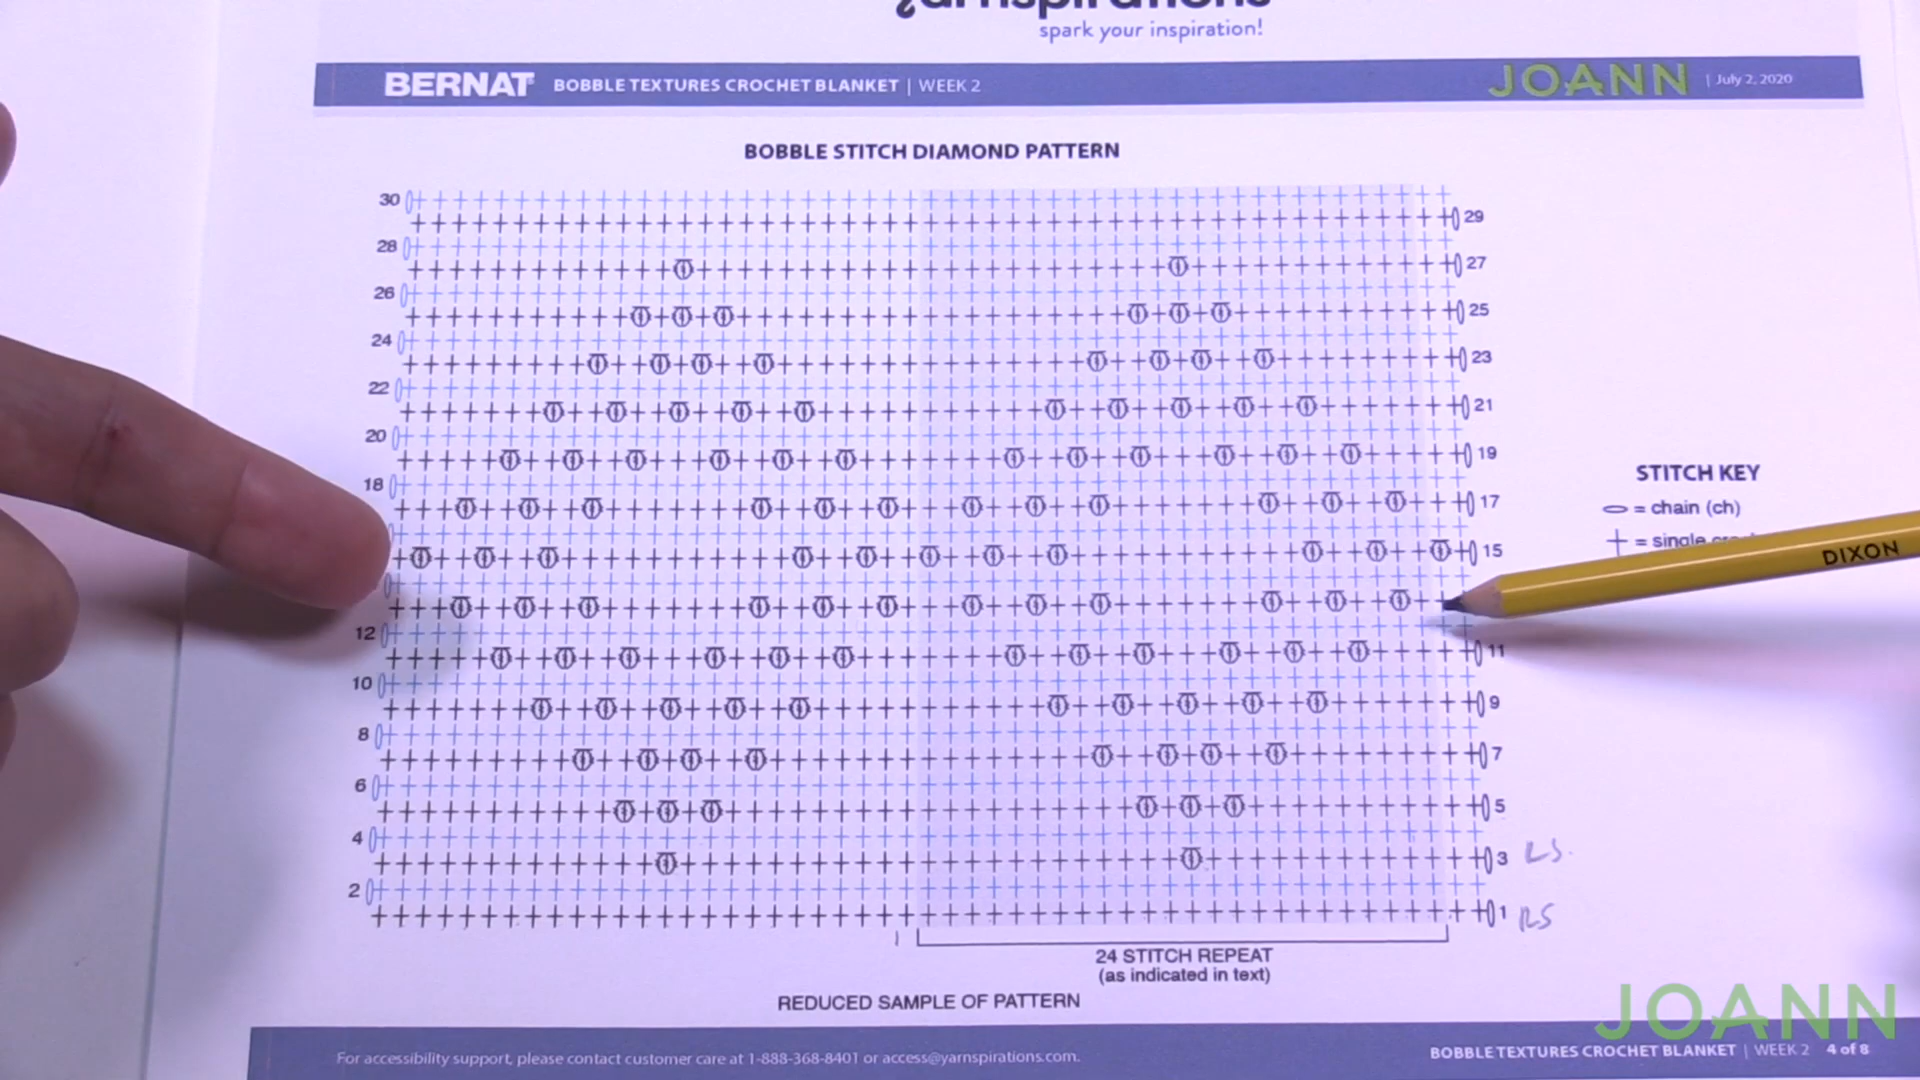 spark your inspiration!
BERNAT BOBBLE TEXTURES CROCHET BLANKET | WEEK 2 JOANN | July 2, 2020
BOBBLE STITCH DIAMOND PATTERN
30
29
28
27
26
25
24
23
22
21
20
19
18
17
15
12
11
10
9
8
7
6
5
4
3 RS
2
1 RS
STITCH KEY
= chain (ch)
= single
DIXON
24 STITCH REPEAT
(as indicated in text)
REDUCED SAMPLE OF PATTERN
JOANN
For accessibility support, please contact customer care at 1-888-368-8401 or access@yarnspirations.com.
BOBBLE TEXTURES CROCHET BLANKET | WEEK 2 4 of 8